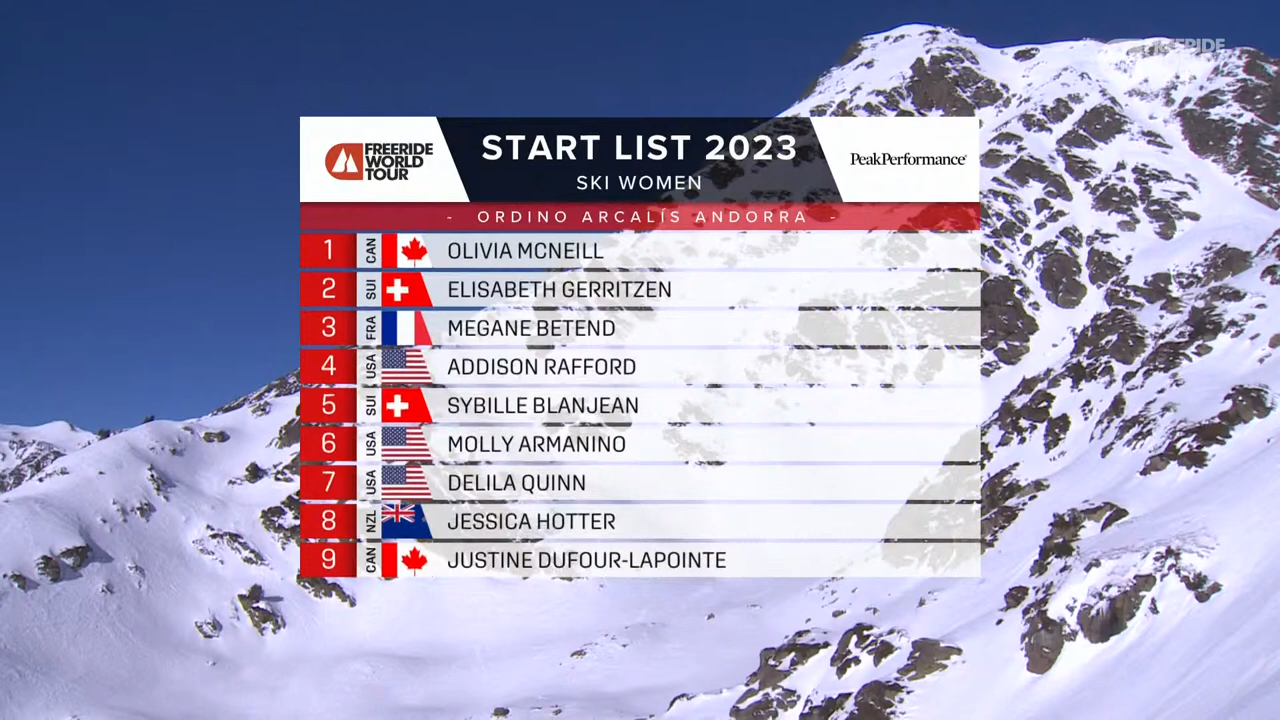 FREERIDE
FREERIDE
WORLD
TOUR
START LIST 2023
SKI WOMEN
PeakPerformance
- ORDINO ARCALÍS ANDORRA -
1 CAN OLIVIA MCNEILL
2 SUI ELISABETH GERRITZEN
3 FRA MEGANE BETEND
4 USA ADDISON RAFFORD
5 SUI SYBILLE BLANJEAN
6 USA MOLLY ARMANINO
7 USA DELILA QUINN
8 NZL JESSICA HOTTER
9 CAN JUSTINE DUFOUR-LAPOINTE